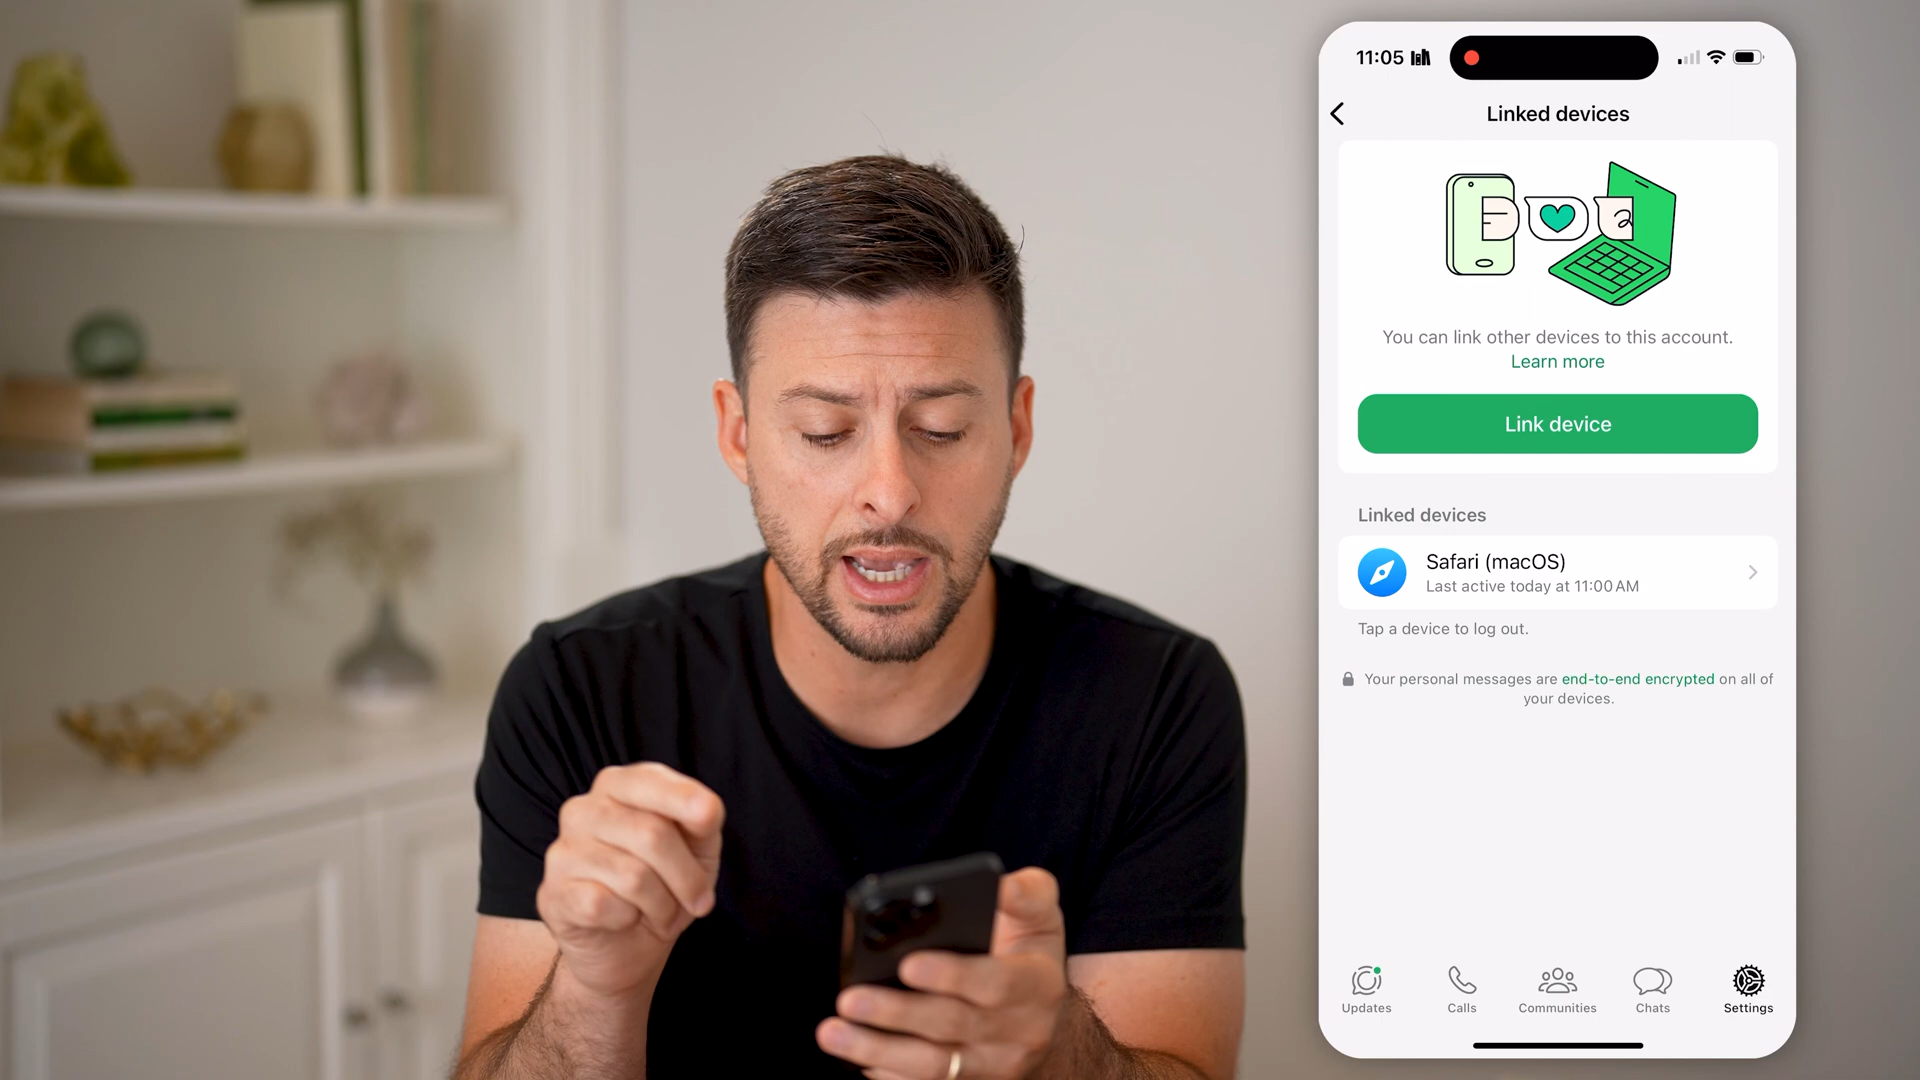 11:05
Linked devices
You can link other devices to this account.
Learn more
Link device
Linked devices
Safari (macOS)
Last active today at 11:00 AM
Tap a device to log out.
Your personal messages are end-to-end encrypted on all of
your devices.
Updates
Calls
Communities
Chats
Settings